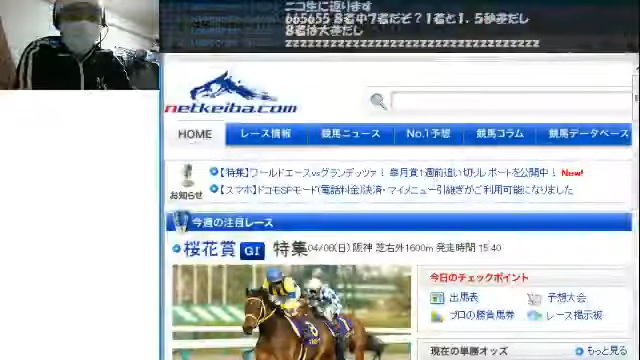 ニコ生に返ります
665655 8着中7着だぞ？1着と1.5秒差だし
8着は大差だし
zzzzzzzzzzzzzzzzzzzzzzzzzzzzzzzzzzzz
netkeiba.com
HOME レース情報 競馬ニュース No.1予想 競馬コラム 競馬データベース
【特集】ワールドエースvsグランデッツァ！ 皐月賞1週前追い切りレポートを公開中！ New!
お知らせ
【スマホ】ドコモSPモード(電話料金)決済・マイメニュー引継ぎがご利用可能になりました
今週の注目レース
桜花賞 GI 特集 04/08(日) 阪神 芝右外1600m 発走時間 15:40
今日のチェックポイント
出馬表 予想大会
プロの勝負馬券 レース掲示板
現在の単勝オッズ もっと見る